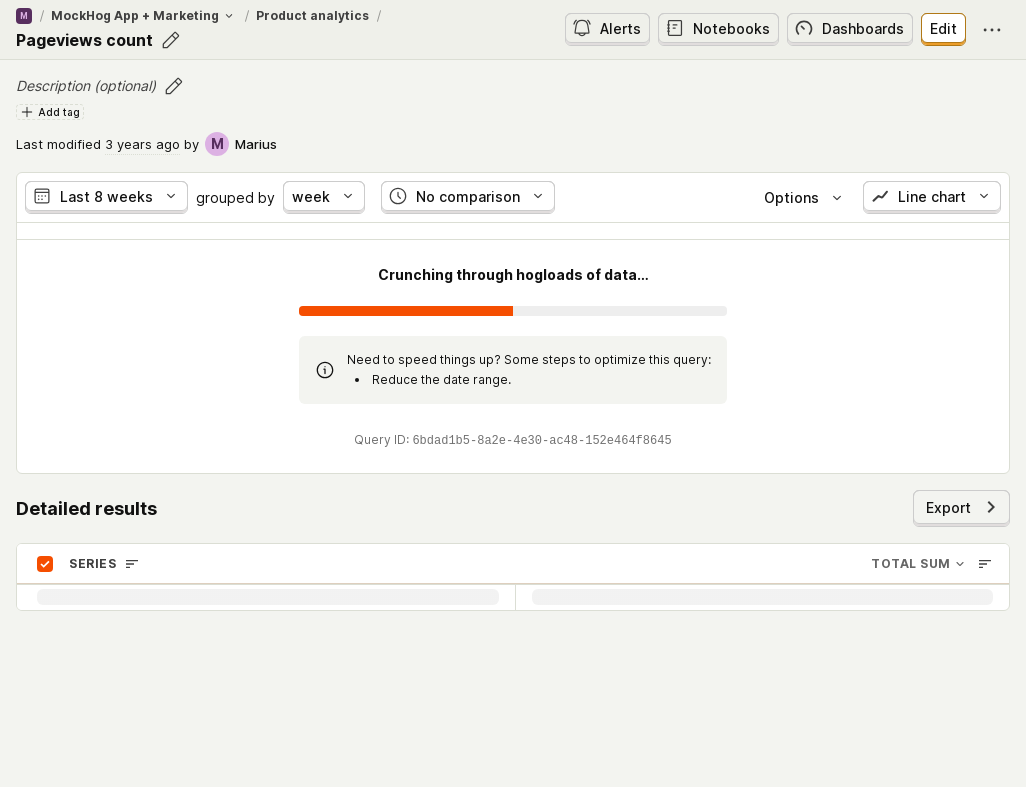 M / MockHog App + Marketing / Product analytics /
Pageviews count
Alerts
Notebooks
Dashboards
Edit
Description (optional)
Add tag
Last modified 3 years ago by M Marius
Last 8 weeks grouped by week No comparison Options Line chart
Crunching through hogloads of data...
Need to speed things up? Some steps to optimize this query:
• Reduce the date range.
Query ID: 6bdad1b5-8a2e-4e30-ac48-152e464f8645
Detailed results
Export
SERIES
TOTAL SUM